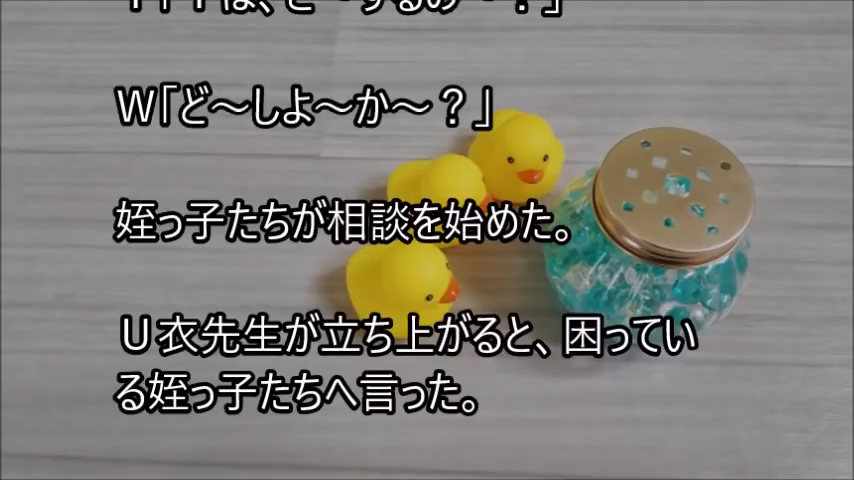 W「ど～しよ～か～？」
姪っ子たちが相談を始めた。
U衣先生が立ち上がると、困ってい
る姪っ子たちへ言った。